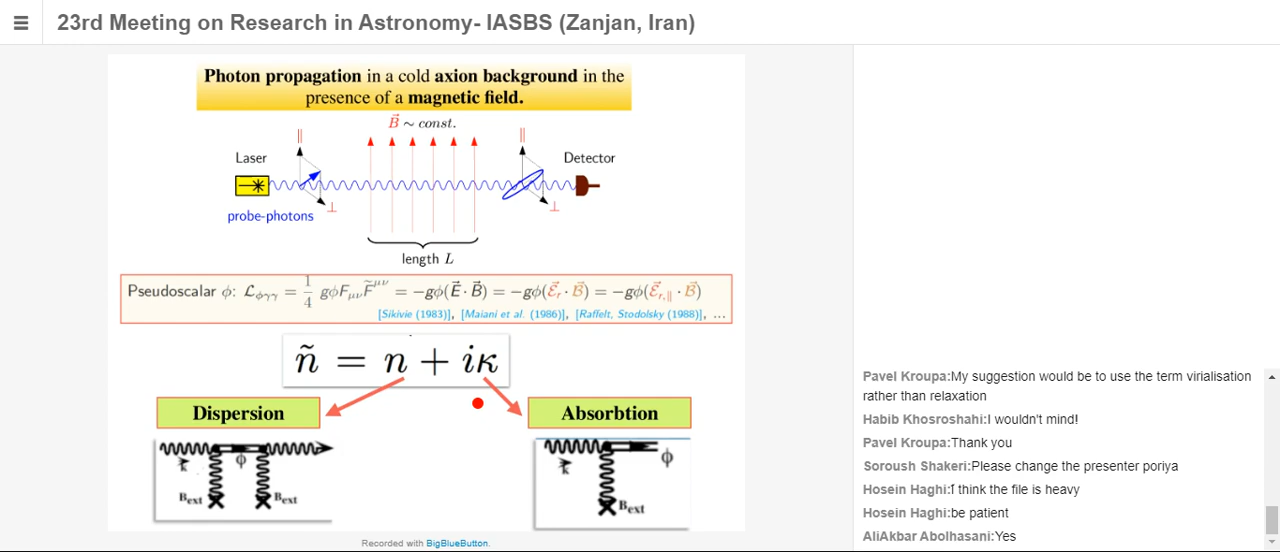 ☰ 23rd Meeting on Research in Astronomy- IASBS (Zanjan, Iran)
Photon propagation in a cold axion background in the
presence of a magnetic field.
B⃗ ~ const.
|| ||
Laser Detector
⊥ ⊥
probe-photons
length L
Pseudoscalar ϕ: 𝓛ϕγγ = 1/4 gϕFμνF̃^μν = −gϕ(E⃗ · B⃗) = −gϕ(ℰ⃗r · ℬ⃗) = −gϕ(ℰ⃗r,|| · ℬ⃗)
[Sikivie (1983)], [Maiani et al. (1986)], [Raffelt, Stodolsky (1988)], ...
ñ = n + iκ
Dispersion Absorbtion
k ϕ k ϕ
Bext Bext Bext
Recorded with BigBlueButton.
Pavel Kroupa:My suggestion would be to use the term virialisation
rather than relaxation
Habib Khosroshahi:I wouldn't mind!
Pavel Kroupa:Thank you
Soroush Shakeri:Please change the presenter poriya
Hosein Haghi:I think the file is heavy
Hosein Haghi:be patient
AliAkbar Abolhasani:Yes